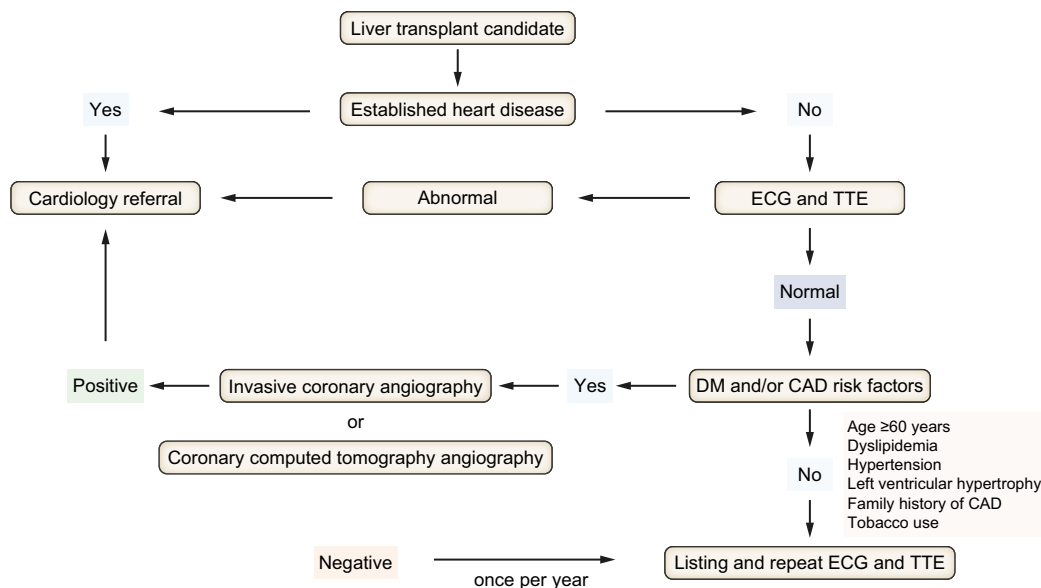 Liver transplant candidate
Yes
Established heart disease
No
Cardiology referral
Abnormal
ECG and TTE
Normal
Positive
Invasive coronary angiography
Yes
DM and/or CAD risk factors
or
Coronary computed tomography angiography
No
Age ≥60 years
Dyslipidemia
Hypertension
Left ventricular hypertrophy
Family history of CAD
Tobacco use
Negative
once per year
Listing and repeat ECG and TTE